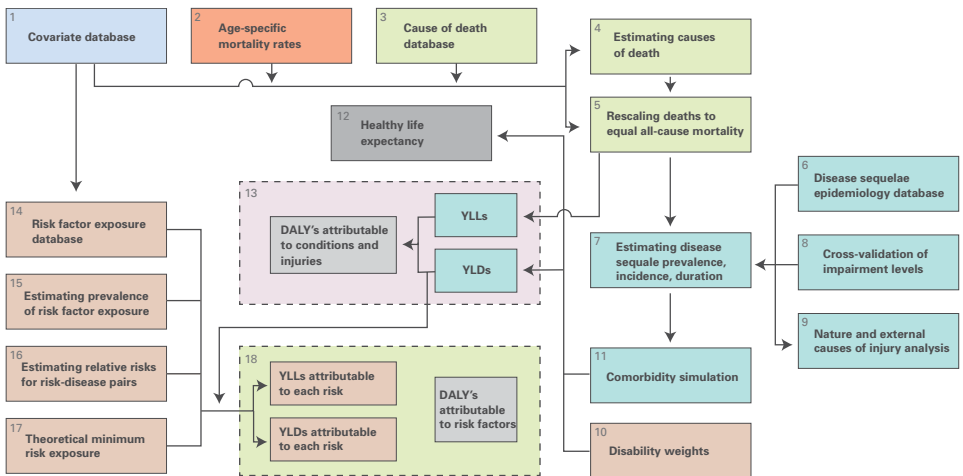 1
Covariate database
2
Age-specific
mortality rates
3
Cause of death
database
4
Estimating causes
of death
5
Rescaling deaths to
equal all-cause mortality
12
Healthy life
expectancy
6
Disease sequelae
epidemiology database
13
YLLs
DALY's attributable
to conditions and
injuries
YLDs
14
Risk factor exposure
database
7
Estimating disease
sequale prevalence,
incidence, duration
8
Cross-validation of
impairment levels
15
Estimating prevalence
of risk factor exposure
9
Nature and external
causes of injury analysis
16
Estimating relative risks
for risk-disease pairs
18
YLLs attributable
to each risk
DALY's
attributable
to risk factors
YLDs attributable
to each risk
11
Comorbidity simulation
17
Theoretical minimum
risk exposure
10
Disability weights